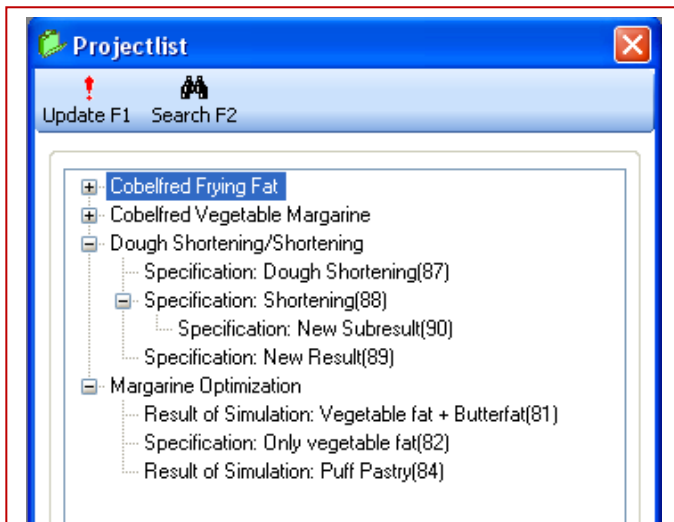 Projectlist
Update F1 Search F2
Cobelfred Frying Fat
Cobelfred Vegetable Margarine
Dough Shortening/Shortening
Specification: Dough Shortening(87)
Specification: Shortening(88)
Specification: New Subresult(90)
Specification: New Result(89)
Margarine Optimization
Result of Simulation: Vegetable fat + Butterfat(81)
Specification: Only vegetable fat(82)
Result of Simulation: Puff Pastry(84)